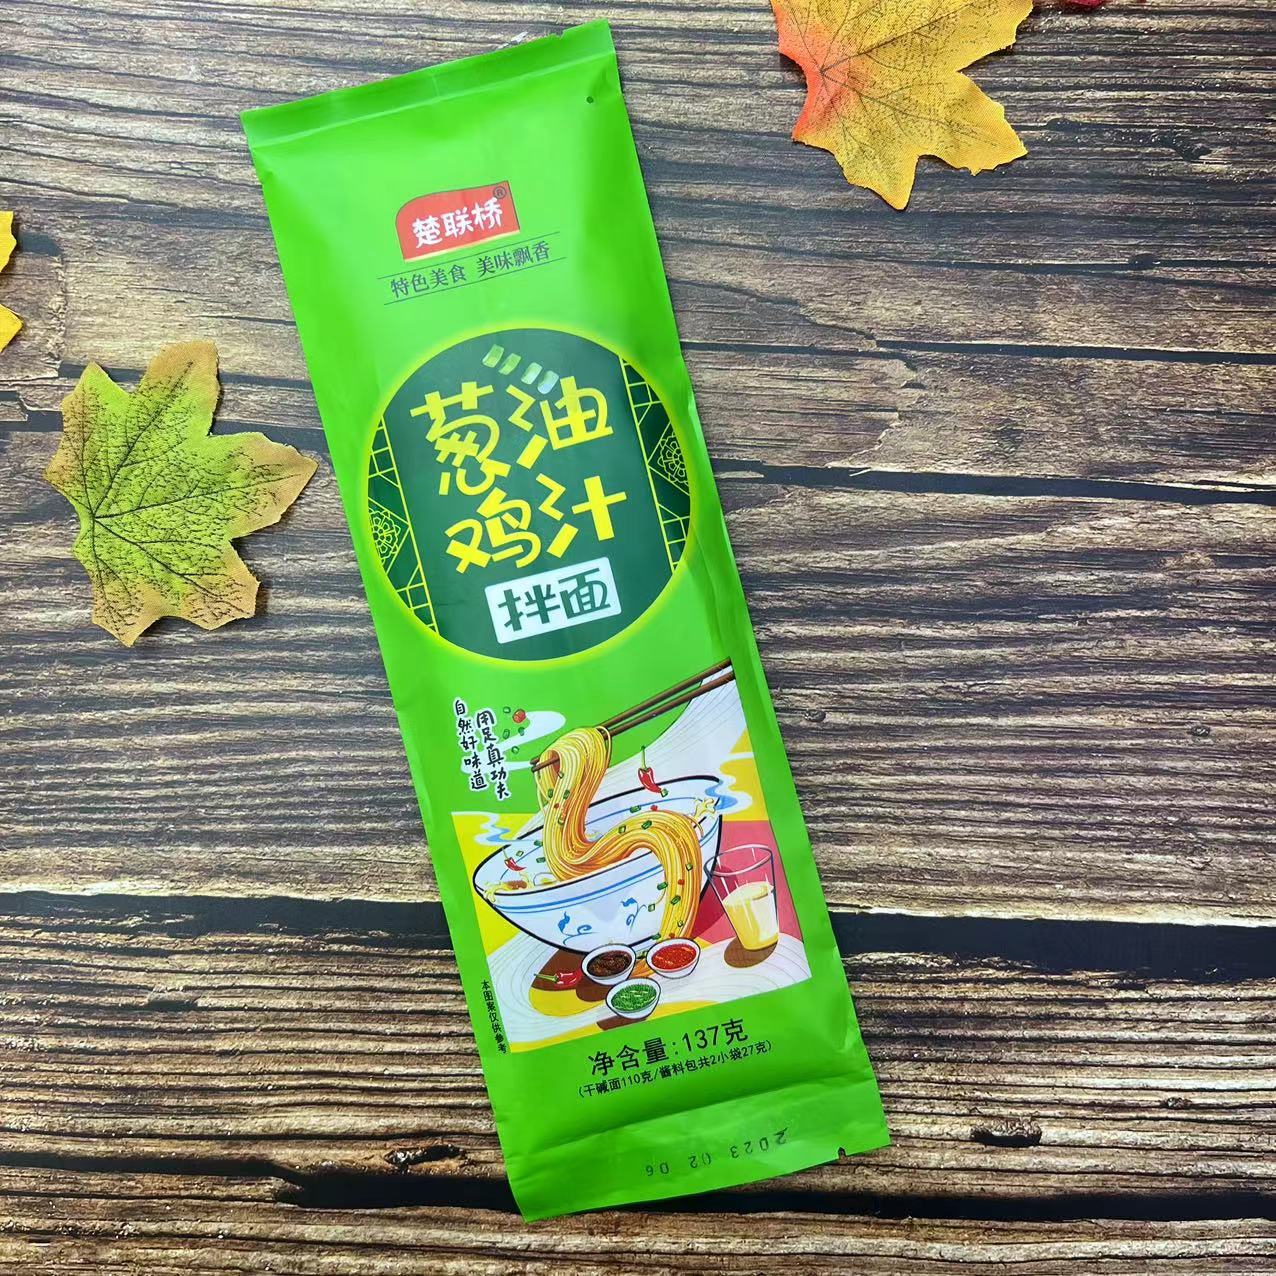 楚联桥®
特色美食 美味飘香
葱油
鸡汁
拌面
用足真功夫
自然好味道
本图案仅供参考
净含量:137克
(干碱面110克/酱料包共2小袋27克)
2023 02 06